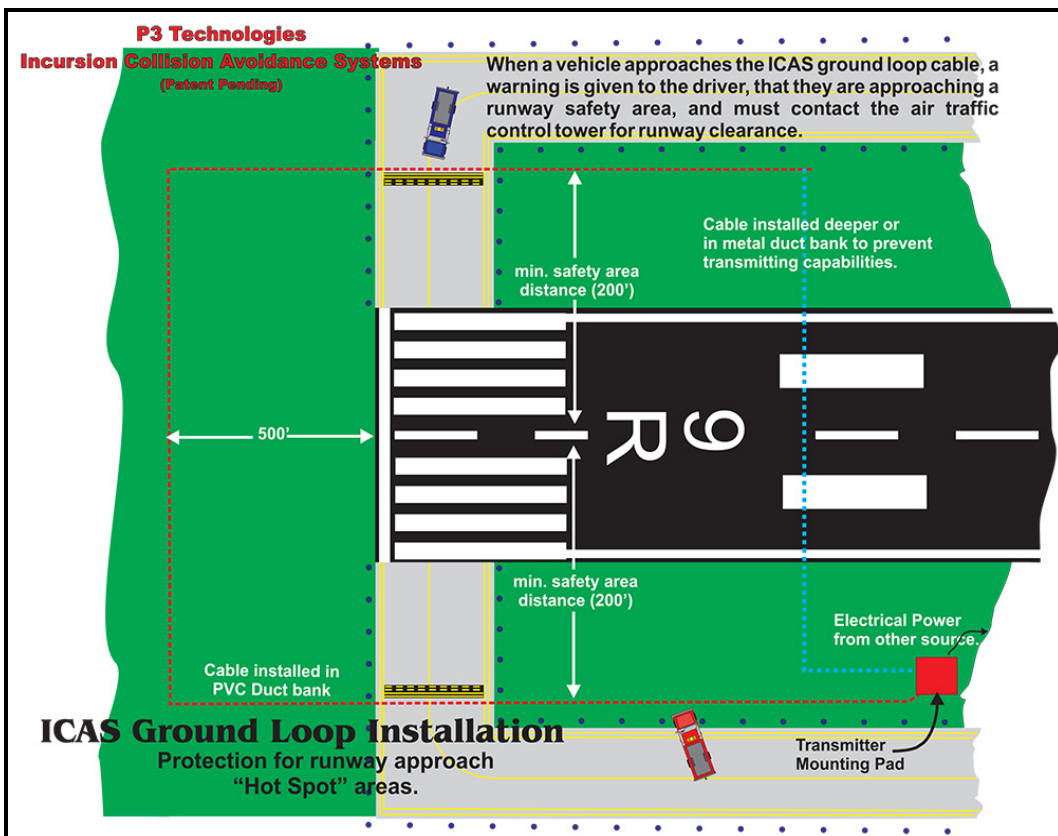 P3 Technologies
Incursion Collision Avoidance Systems
(Patent Pending)
When a vehicle approaches the ICAS ground loop cable, a
warning is given to the driver, that they are approaching a
runway safety area, and must contact the air traffic
control tower for runway clearance.
Cable installed deeper or
in metal duct bank to prevent
transmitting capabilities.
min. safety area
distance (200')
500'
9
R
min. safety area
distance (200')
Electrical Power
from other source.
Cable installed in
PVC Duct bank
ICAS Ground Loop Installation
Protection for runway approach
“Hot Spot” areas.
Transmitter
Mounting Pad